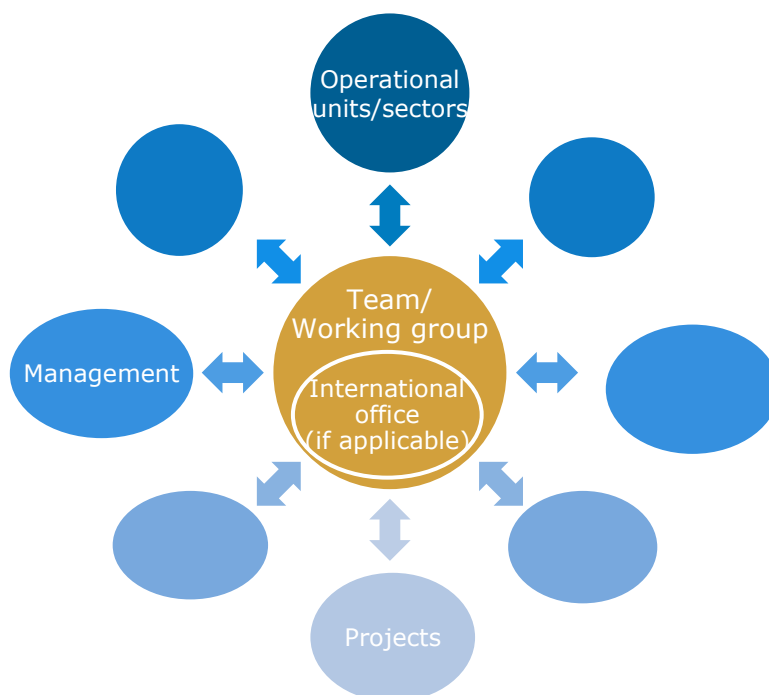 Operational
units/sectors
Team/
Working group
Management
International
office
(if applicable)
Projects